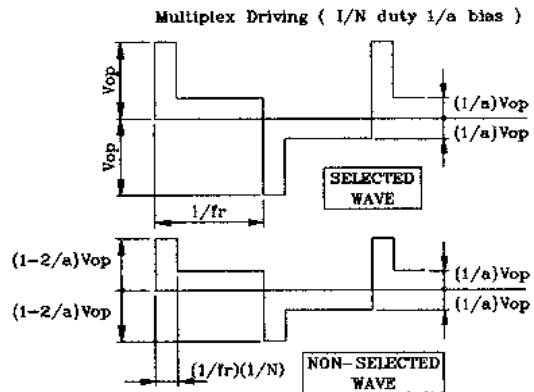 Multiplex Driving ( 1/N duty 1/a bias )
Vop
(1/a)Vop
Vop
(1/a)Vop
SELECTED
WAVE
1/fr
(1-2/a)Vop
(1/a)Vop
(1-2/a)Vop
(1/a)Vop
(1/fr)(1/N)
NON-SELECTED
WAVE